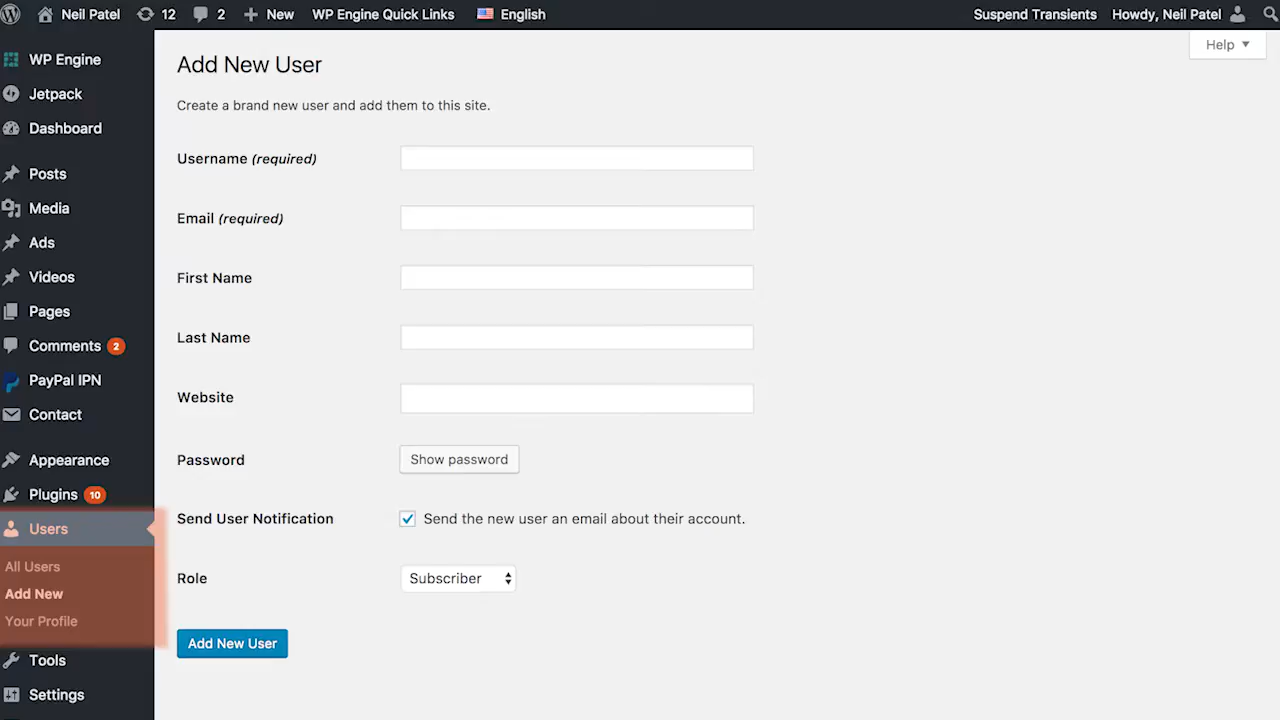 Neil Patel 12 2 New WP Engine Quick Links English Suspend Transients Howdy, Neil Patel
WP Engine
Jetpack
Dashboard
Posts
Media
Ads
Videos
Pages
Comments 2
PayPal IPN
Contact
Appearance
Plugins 10
Users
All Users
Add New
Your Profile
Tools
Settings
Help
Add New User
Create a brand new user and add them to this site.
Username (required)
Email (required)
First Name
Last Name
Website
Password Show password
Send User Notification Send the new user an email about their account.
Role Subscriber
Add New User